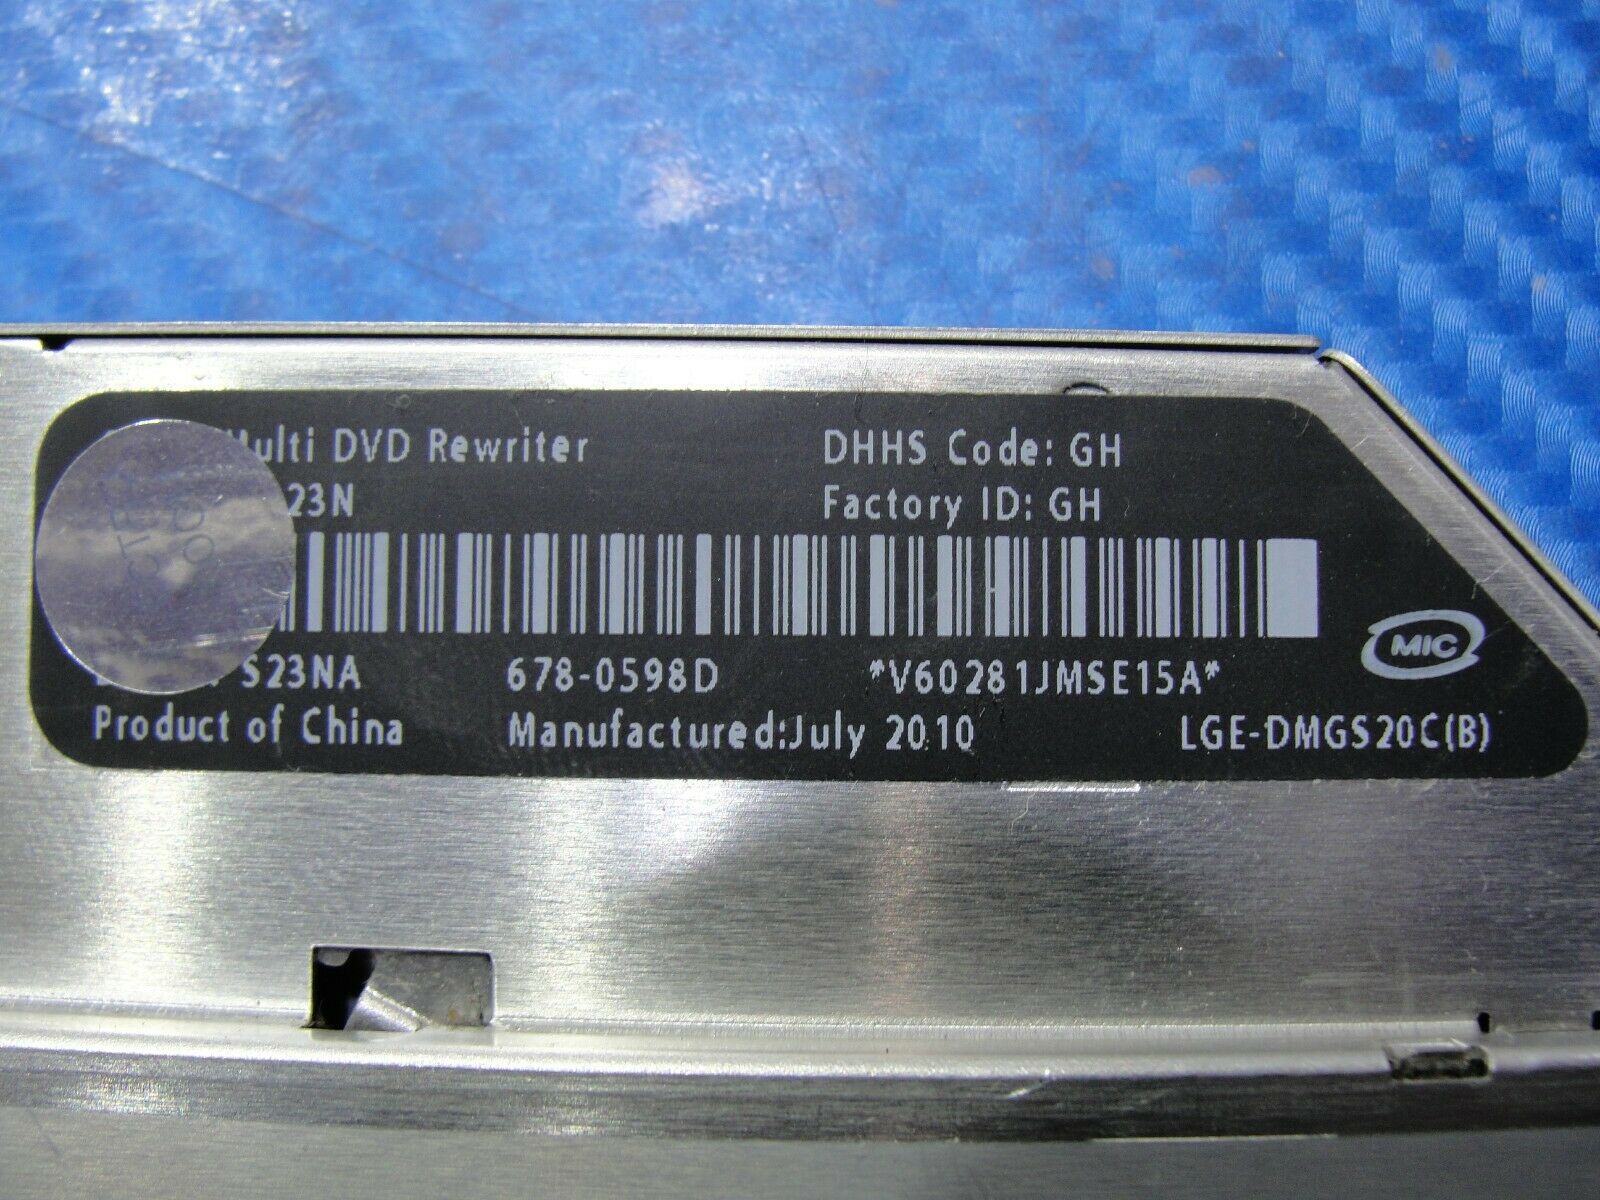 DVD Rewriter DHHS Code: GH
23N Factory ID: GH
S23NA 678-0598D *V60281JMSE15A*
MIC
Product of China Manufactured:July 2010 LGE-DMGS20C(B)